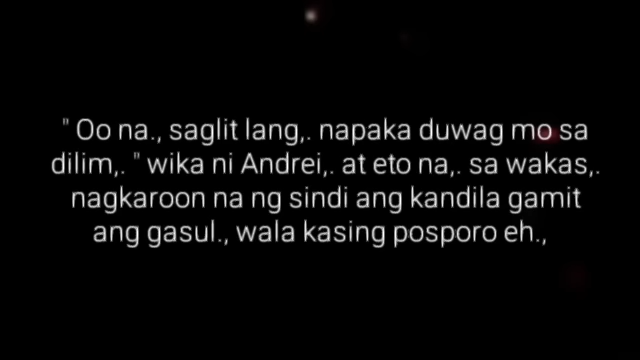 " Oo na., saglit lang,. napaka duwag mo sa
dilim,. " wika ni Andrei,. at eto na,. sa wakas,.
nagkaroon na ng sindi ang kandila gamit
ang gasul., wala kasing posporo eh.,